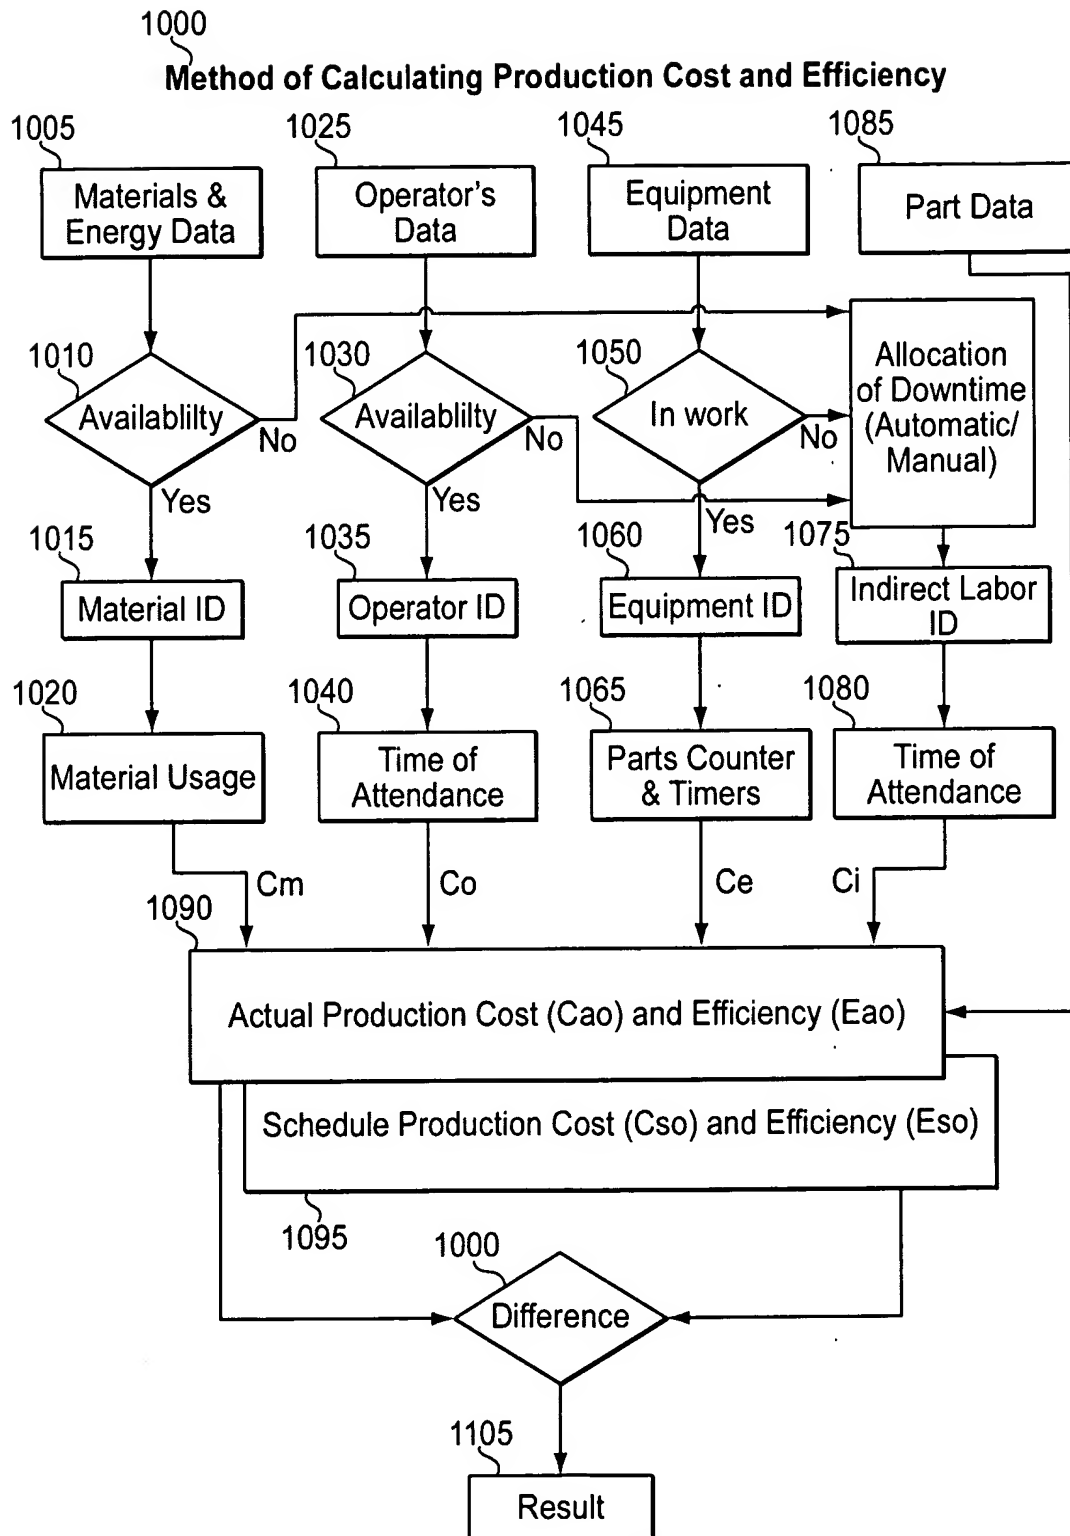 1000
Method of Calculating Production Cost and Efficiency
1005
1025
1045
1085
Materials &
Energy Data
Operator's
Data
Equipment
Data
Part Data
1010
1030
1050
Availablilty
No
Yes
Availablilty
No
Yes
In work
No
Yes
Allocation
of Downtime
(Automatic/
Manual)
1015
1035
1060
1075
Material ID
Operator ID
Equipment ID
Indirect Labor
ID
1020
1040
1065
1080
Material Usage
Time of
Attendance
Parts Counter
& Timers
Time of
Attendance
Cm
Co
Ce
Ci
1090
Actual Production Cost (Cao) and Efficiency (Eao)
Schedule Production Cost (Cso) and Efficiency (Eso)
1095
1000
Difference
1105
Result